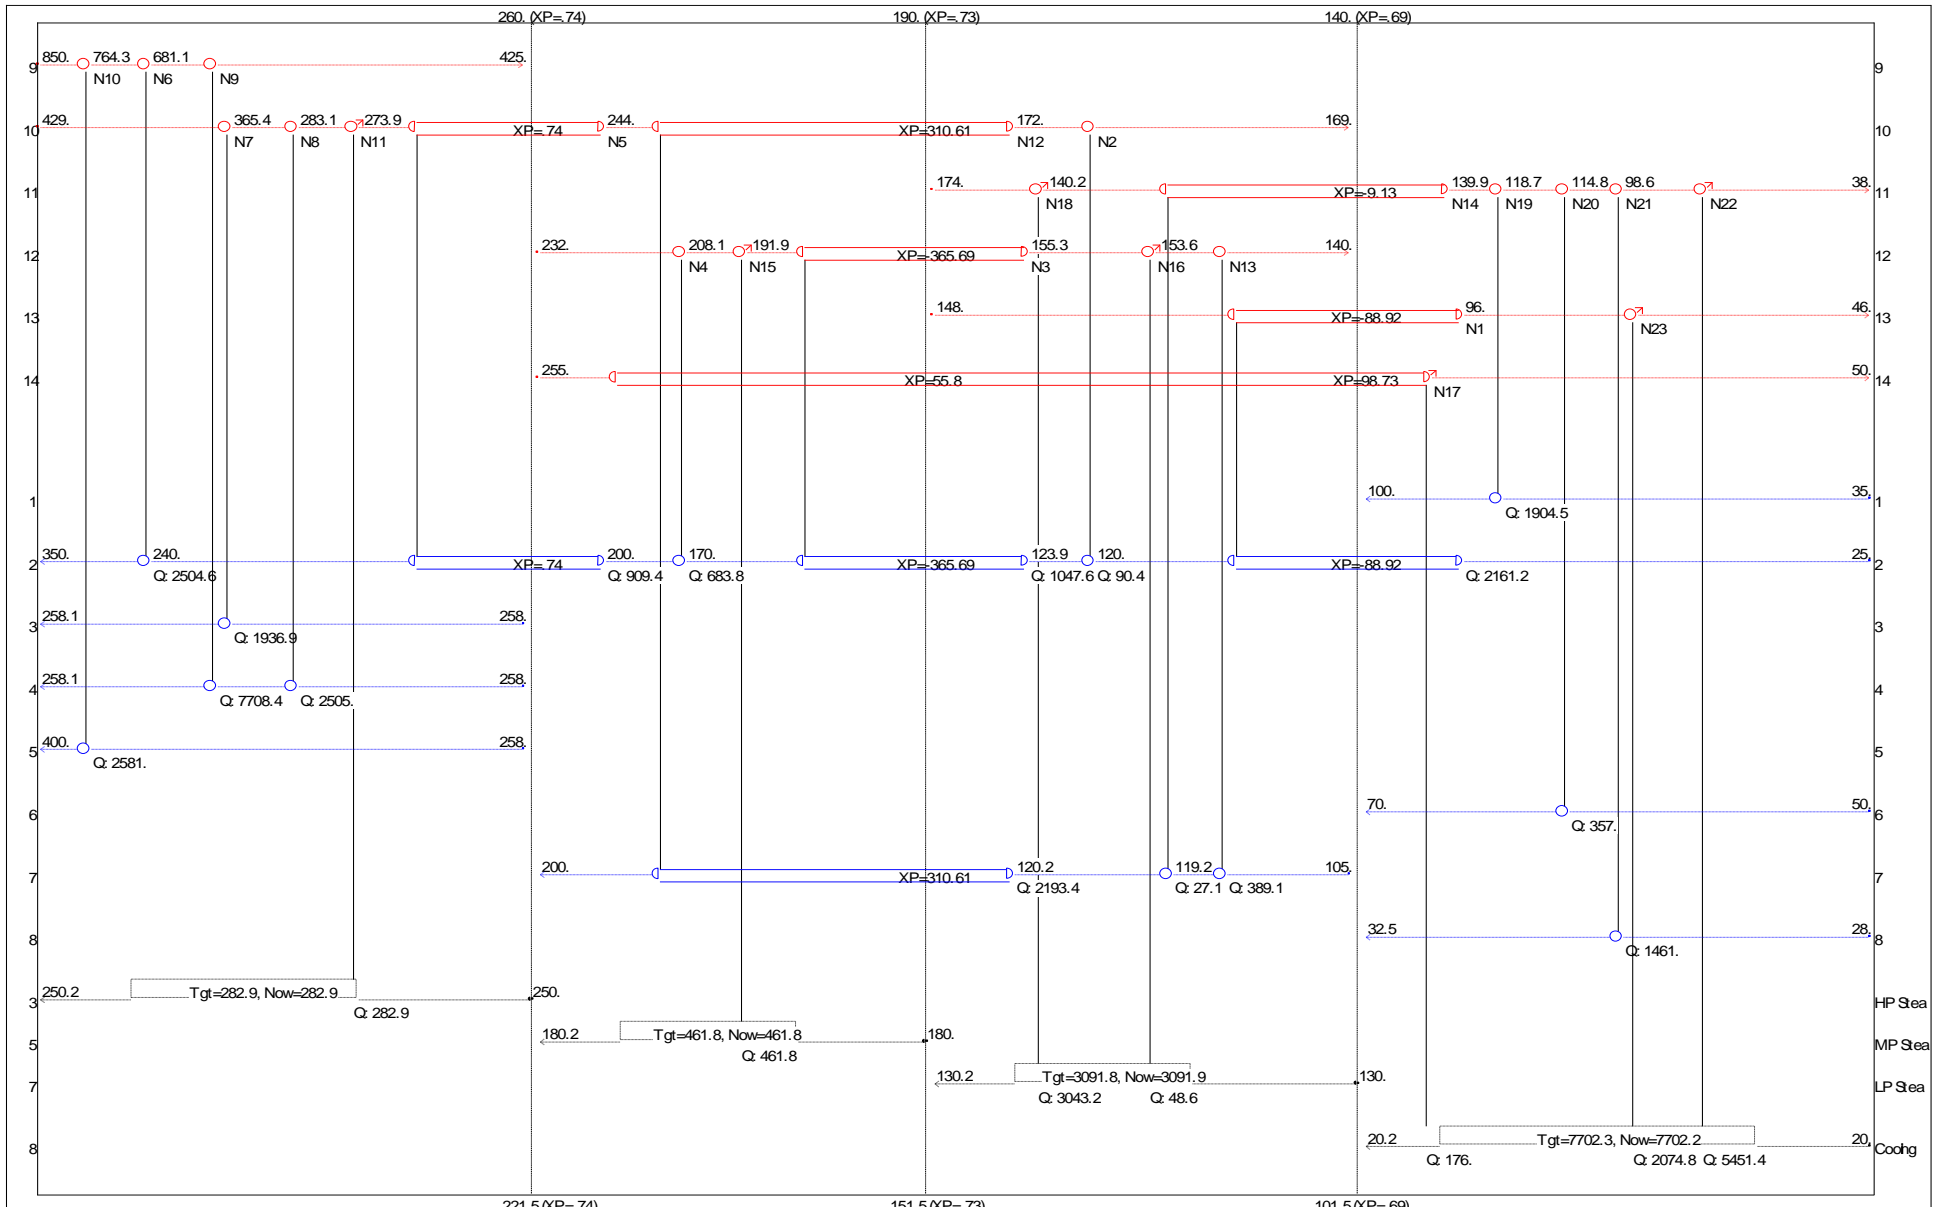 260. (XP=.74) 190. (XP=.73) 140. (XP=.69)
9 850. 764.3 681.1 425. 9
N10 N6 N9
10 429. 365.4 283.1 273.9 XP=.74 244. XP=310.61 172. 169. 10
N7 N8 N11 N5 N12 N2
11 174. 140.2 XP=-9.13 139.9 118.7 114.8 98.6 38. 11
N18 N14 N19 N20 N21 N22
12 232. 208.1 191.9 XP=-365.69 155.3 153.6 140. 12
N4 N15 N3 N16 N13
13 148. XP=-88.92 96. 46. 13
N1 N23
14 255. XP=55.8 XP=98.73 50. 14
N17
1 100. 35. 1
Q: 1904.5
2 350. 240. XP=.74 200. 170. XP=-365.69 123.9 120. XP=-88.92 25. 2
Q: 2504.6 Q: 909.4 Q: 683.8 Q: 1047.6 Q: 90.4 Q: 2161.2
3 258.1 258. 3
Q: 1936.9
4 258.1 258. 4
Q: 7708.4 Q: 2505.
5 400. 258. 5
Q: 2581.
6 70. 50. 6
Q: 357.
7 200. XP=310.61 120.2 119.2 105. 7
Q: 2193.4 Q: 27.1 Q: 389.1
8 32.5 28. 8
Q: 1461.
3 250.2 Tgt=282.9, Now=282.9 250. HP Stea
Q: 282.9
5 180.2 Tgt=461.8, Now=461.8 180. MP Stea
Q: 461.8
7 130.2 Tgt=3091.8, Now=3091.9 130. LP Stea
Q: 3043.2 Q: 48.6
8 20.2 Tgt=7702.3, Now=7702.2 20.
Q: 176. Q: 2074.8 Q: 5451.4
221.5 (XP=.74) 151.5 (XP=.73) 101.5 (XP=.69)